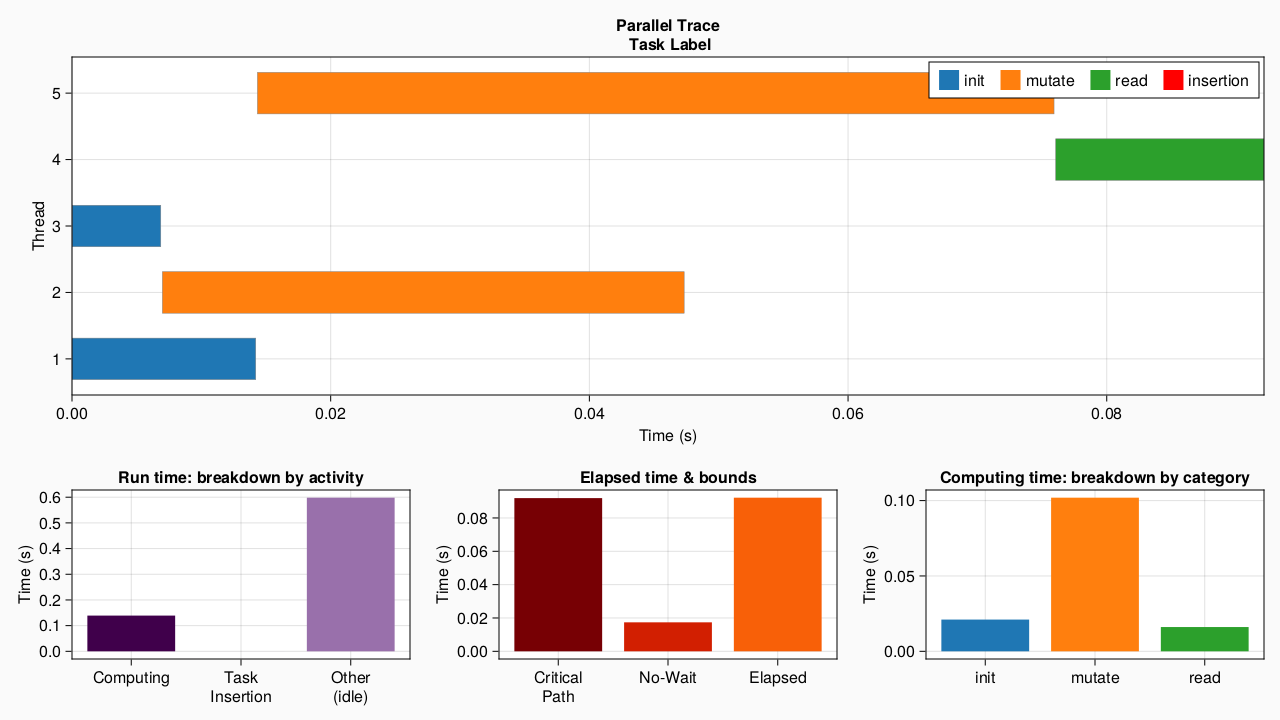 Parallel Trace
Task Label
init mutate read insertion
Thread
5
4
3
2
1
0.00 0.02 0.04 0.06 0.08
Time (s)
Run time: breakdown by activity
Time (s)
0.6
0.5
0.4
0.3
0.2
0.1
0.0
Computing Task Insertion Other (idle)
Elapsed time & bounds
Time (s)
0.08
0.06
0.04
0.02
0.00
Critical Path No-Wait Elapsed
Computing time: breakdown by category
Time (s)
0.10
0.05
0.00
init mutate read